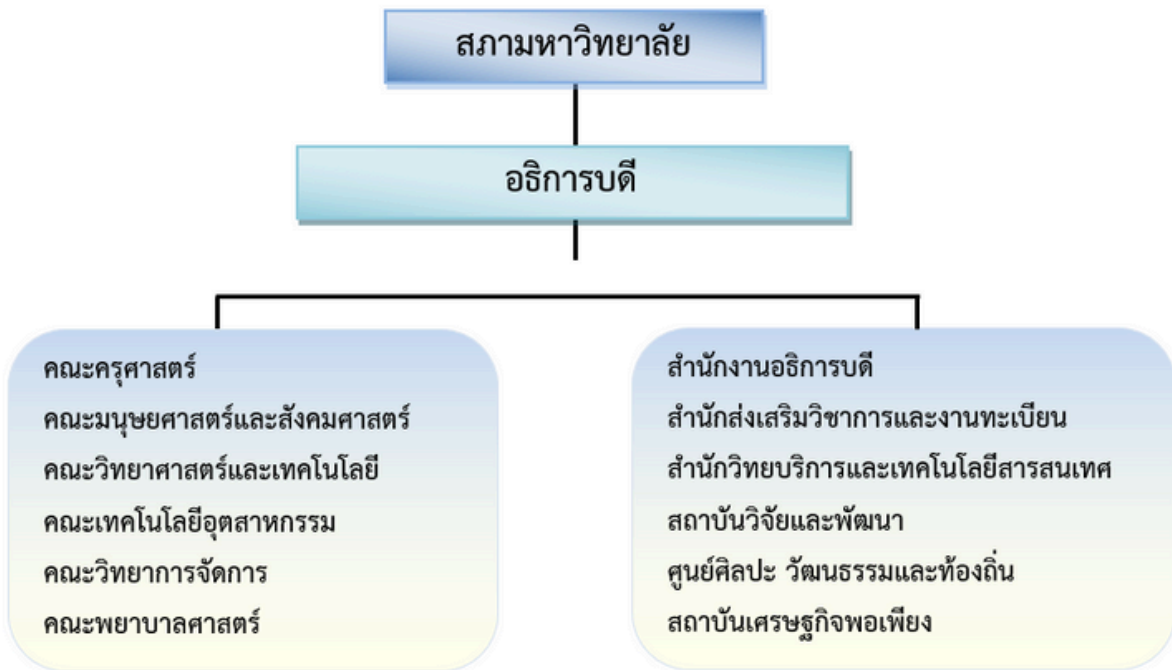 สภามหาวิทยาลัย
อธิการบดี
คณะครุศาสตร์
คณะมนุษยศาสตร์และสังคมศาสตร์
คณะวิทยาศาสตร์และเทคโนโลยี
คณะเทคโนโลยีอุตสาหกรรม
คณะวิทยาการจัดการ
คณะพยาบาลศาสตร์
สำนักงานอธิการบดี
สำนักส่งเสริมวิชาการและงานทะเบียน
สำนักวิทยบริการและเทคโนโลยีสารสนเทศ
สถาบันวิจัยและพัฒนา
ศูนย์ศิลปะ วัฒนธรรมและท้องถิ่น
สถาบันเศรษฐกิจพอเพียง